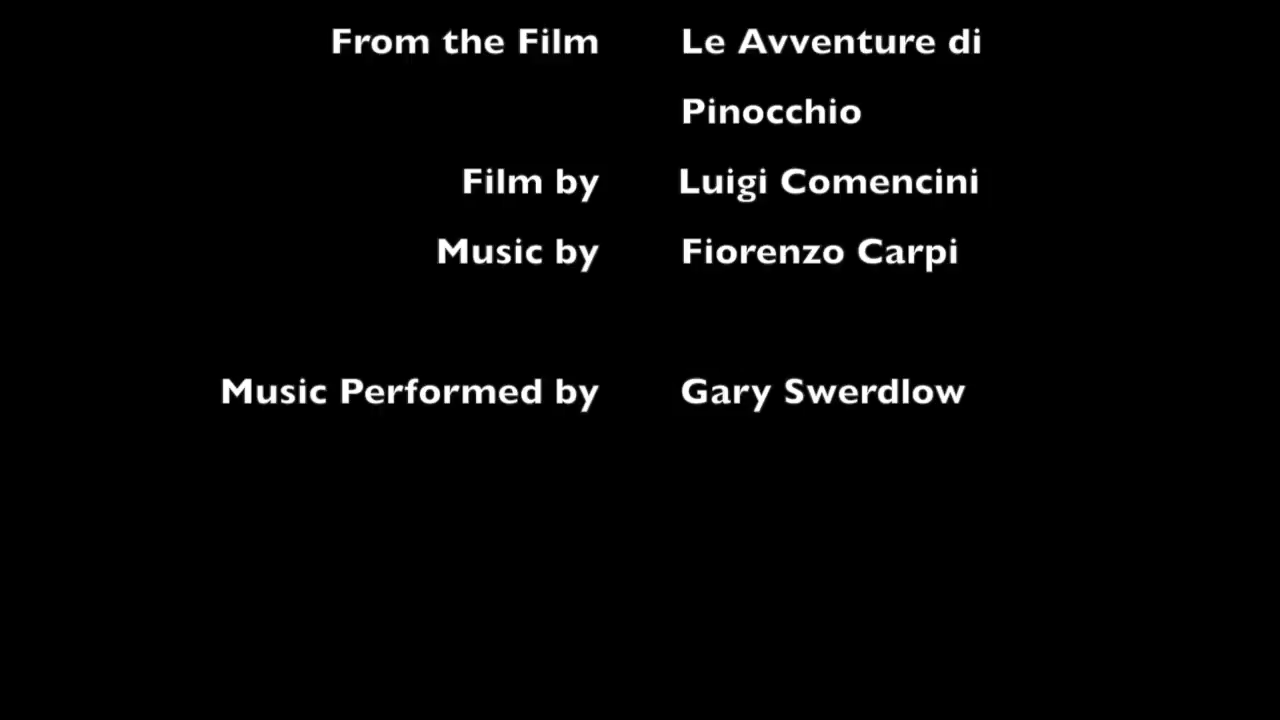 From the Film Le Avventure di
Pinocchio
Film by Luigi Comencini
Music by Fiorenzo Carpi
Music Performed by Gary Swerdlow